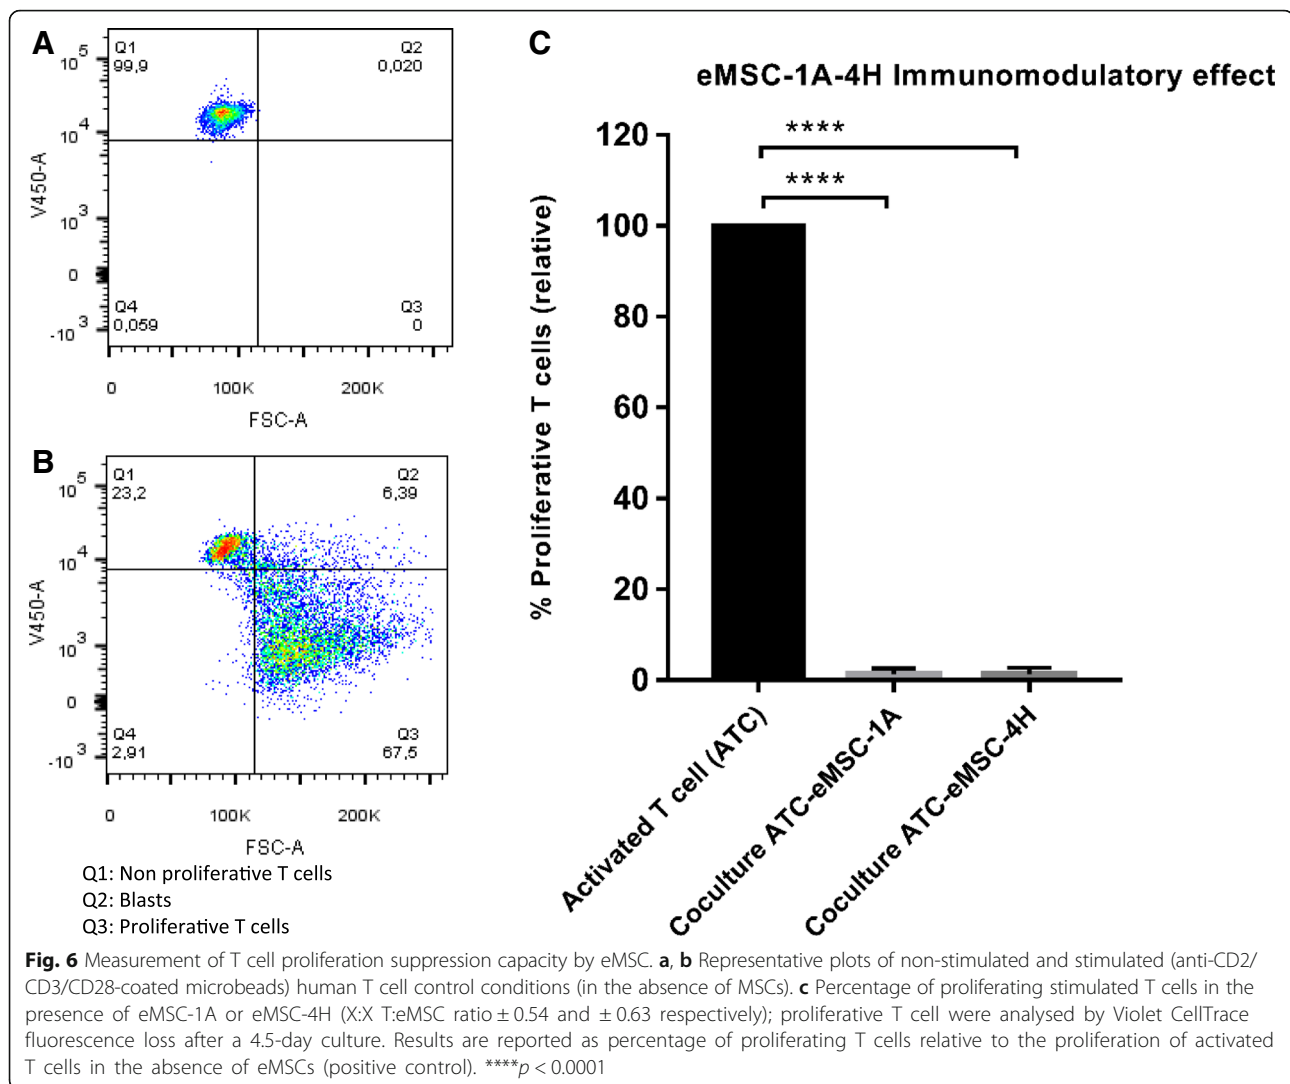 A
Q1
99,9
Q2
0,020
10 5
10 4
10 3
0
-10 3
V450-A
Q4
0,059
Q3
0
0 100K 200K
FSC-A
B
Q1
23,2
Q2
6,39
10 5
10 4
10 3
0
-10 3
V450-A
Q4
2,91
Q3
67,5
0 100K 200K
FSC-A
Q1: Non proliferative T cells
Q2: Blasts
Q3: Proliferative T cells
C
eMSC-1A-4H Immunomodulatory effect
% Proliferative T cells (relative)
120
100
80
60
40
20
0
****
****
Activated T cell (ATC)
Coculture ATC-eMSC-1A
Coculture ATC-eMSC-4H
Fig. 6 Measurement of T cell proliferation suppression capacity by eMSC. a, b Representative plots of non-stimulated and stimulated (anti-CD2/
CD3/CD28-coated microbeads) human T cell control conditions (in the absence of MSCs). c Percentage of proliferating stimulated T cells in the
presence of eMSC-1A or eMSC-4H (X:X T:eMSC ratio ± 0.54 and ± 0.63 respectively); proliferative T cell were analysed by Violet CellTrace
fluorescence loss after a 4.5-day culture. Results are reported as percentage of proliferating T cells relative to the proliferation of activated
T cells in the absence of eMSCs (positive control). ****p < 0.0001